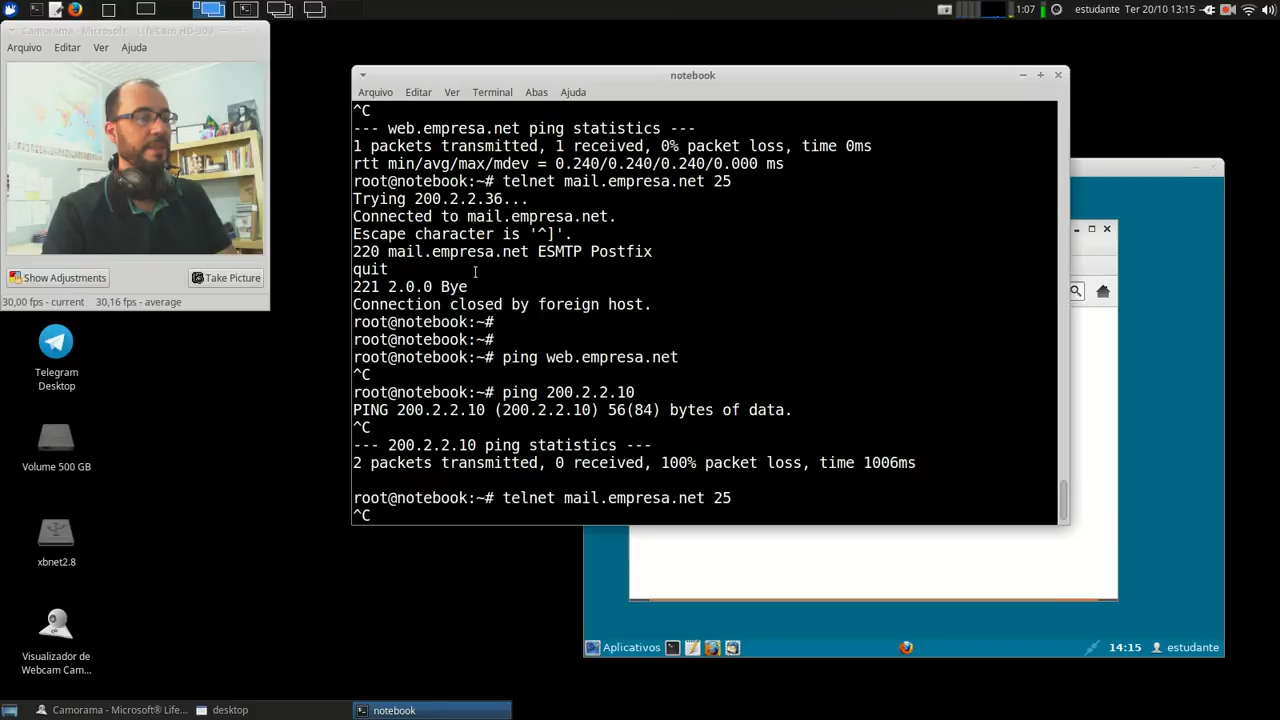 1:07
estudante Ter 20/10 13:15
Camorama - Microsoft® LifeCam HD-300
Arquivo Editar Ver Ajuda
Show Adjustments
Take Picture
30,00 fps - current 30,16 fps - average
Telegram
Desktop
Volume 500 GB
xbnet2.8
Visualizador de
Webcam Cam...
notebook
Arquivo Editar Ver Terminal Abas Ajuda
^C
--- web.empresa.net ping statistics ---
1 packets transmitted, 1 received, 0% packet loss, time 0ms
rtt min/avg/max/mdev = 0.240/0.240/0.240/0.000 ms
root@notebook:~# telnet mail.empresa.net 25
Trying 200.2.2.36...
Connected to mail.empresa.net.
Escape character is '^]'.
220 mail.empresa.net ESMTP Postfix
quit
221 2.0.0 Bye
Connection closed by foreign host.
root@notebook:~#
root@notebook:~#
root@notebook:~# ping web.empresa.net
^C
root@notebook:~# ping 200.2.2.10
PING 200.2.2.10 (200.2.2.10) 56(84) bytes of data.
^C
--- 200.2.2.10 ping statistics ---
2 packets transmitted, 0 received, 100% packet loss, time 1006ms
root@notebook:~# telnet mail.empresa.net 25
^C
Aplicativos
14:15 estudante
Camorama - Microsoft® Life...
desktop
notebook